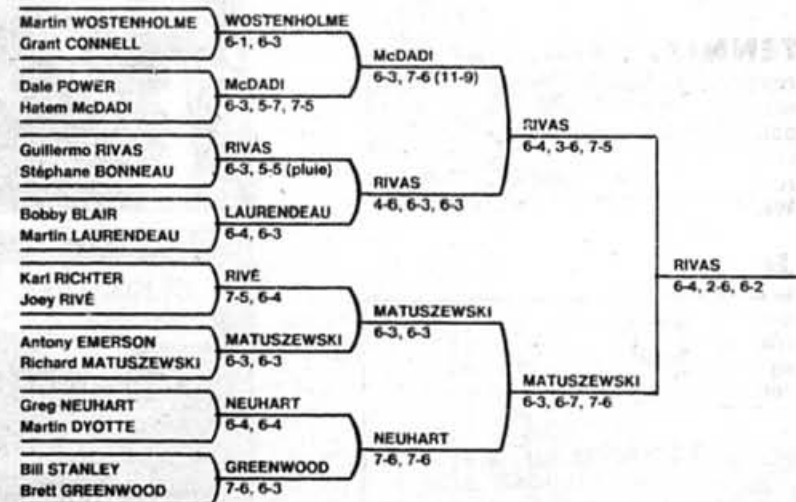 Martin WOSTENHOLME
Grant CONNELL
Dale POWER
Hatem McDADI
Guillermo RIVAS
Stéphane BONNEAU
Bobby BLAIR
Martin LAURENDEAU
Karl RICHTER
Joey RIVÉ
Antony EMERSON
Richard MATUSZEWSKI
Greg NEUHART
Martin DYOTTE
Bill STANLEY
Brett GREENWOOD
WOSTENHOLME
6-1, 6-3
McDADI
6-3, 5-7, 7-5
RIVAS
6-3, 5-5 (pluie)
LAURENDEAU
6-4, 6-3
RIVÉ
7-5, 6-4
MATUSZEWSKI
6-3, 6-3
NEUHART
6-4, 6-4
GREENWOOD
7-6, 6-3
McDADI
6-3, 7-6 (11-9)
RIVAS
4-6, 6-3, 6-3
MATUSZEWSKI
6-3, 6-3
NEUHART
7-6, 7-6
RIVAS
6-4, 3-6, 7-5
MATUSZEWSKI
6-3, 6-7, 7-6
RIVAS
6-4, 2-6, 6-2